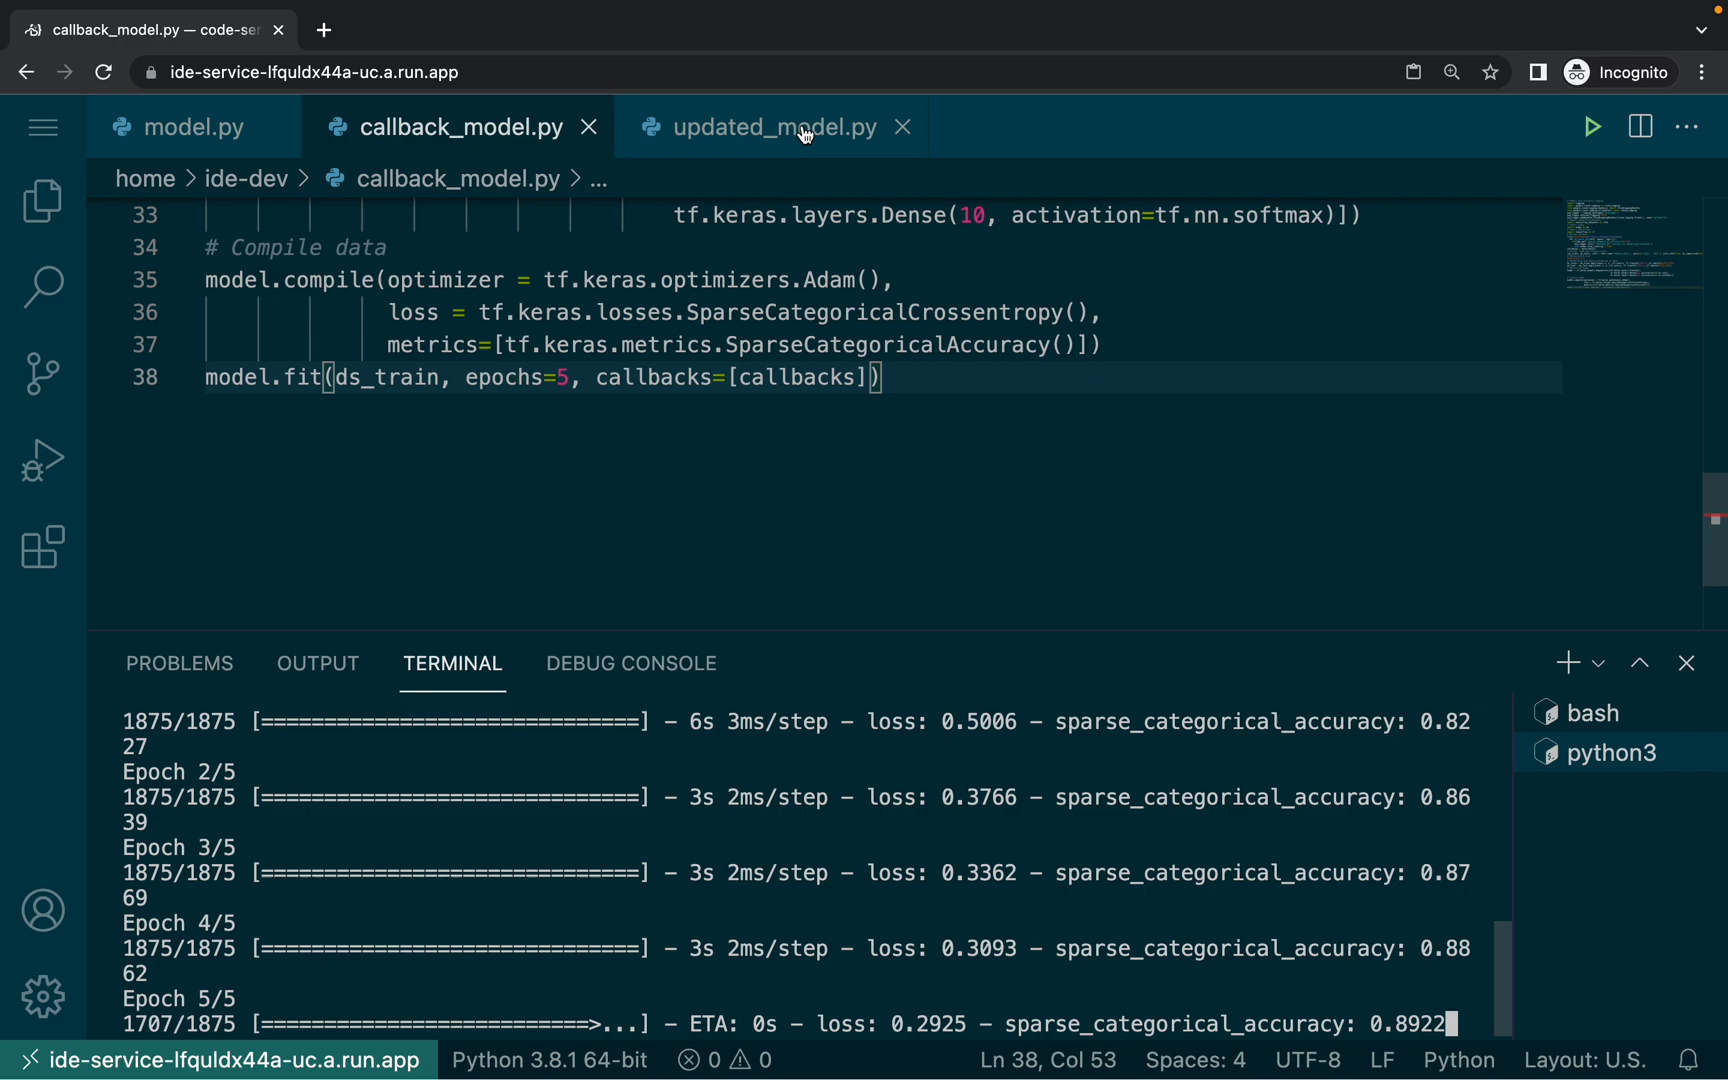 callback_model.py — code-ser
ide-service-lfquldx44a-uc.a.run.app
Incognito
model.py
callback_model.py
updated_model.py
home > ide-dev > callback_model.py > ...
33 tf.keras.layers.Dense(10, activation=tf.nn.softmax)])
34 # Compile data
35 model.compile(optimizer = tf.keras.optimizers.Adam(),
36 loss = tf.keras.losses.SparseCategoricalCrossentropy(),
37 metrics=[tf.keras.metrics.SparseCategoricalAccuracy()])
38 model.fit(ds_train, epochs=5, callbacks=[callbacks])
PROBLEMS OUTPUT TERMINAL DEBUG CONSOLE
1875/1875 [==============================] - 6s 3ms/step - loss: 0.5006 - sparse_categorical_accuracy: 0.82
27
Epoch 2/5
1875/1875 [==============================] - 3s 2ms/step - loss: 0.3766 - sparse_categorical_accuracy: 0.86
39
Epoch 3/5
1875/1875 [==============================] - 3s 2ms/step - loss: 0.3362 - sparse_categorical_accuracy: 0.87
69
Epoch 4/5
1875/1875 [==============================] - 3s 2ms/step - loss: 0.3093 - sparse_categorical_accuracy: 0.88
62
Epoch 5/5
1707/1875 [==========================>...] - ETA: 0s - loss: 0.2925 - sparse_categorical_accuracy: 0.8922
bash
python3
ide-service-lfquldx44a-uc.a.run.app Python 3.8.1 64-bit 0 0 Ln 38, Col 53 Spaces: 4 UTF-8 LF Python Layout: U.S.